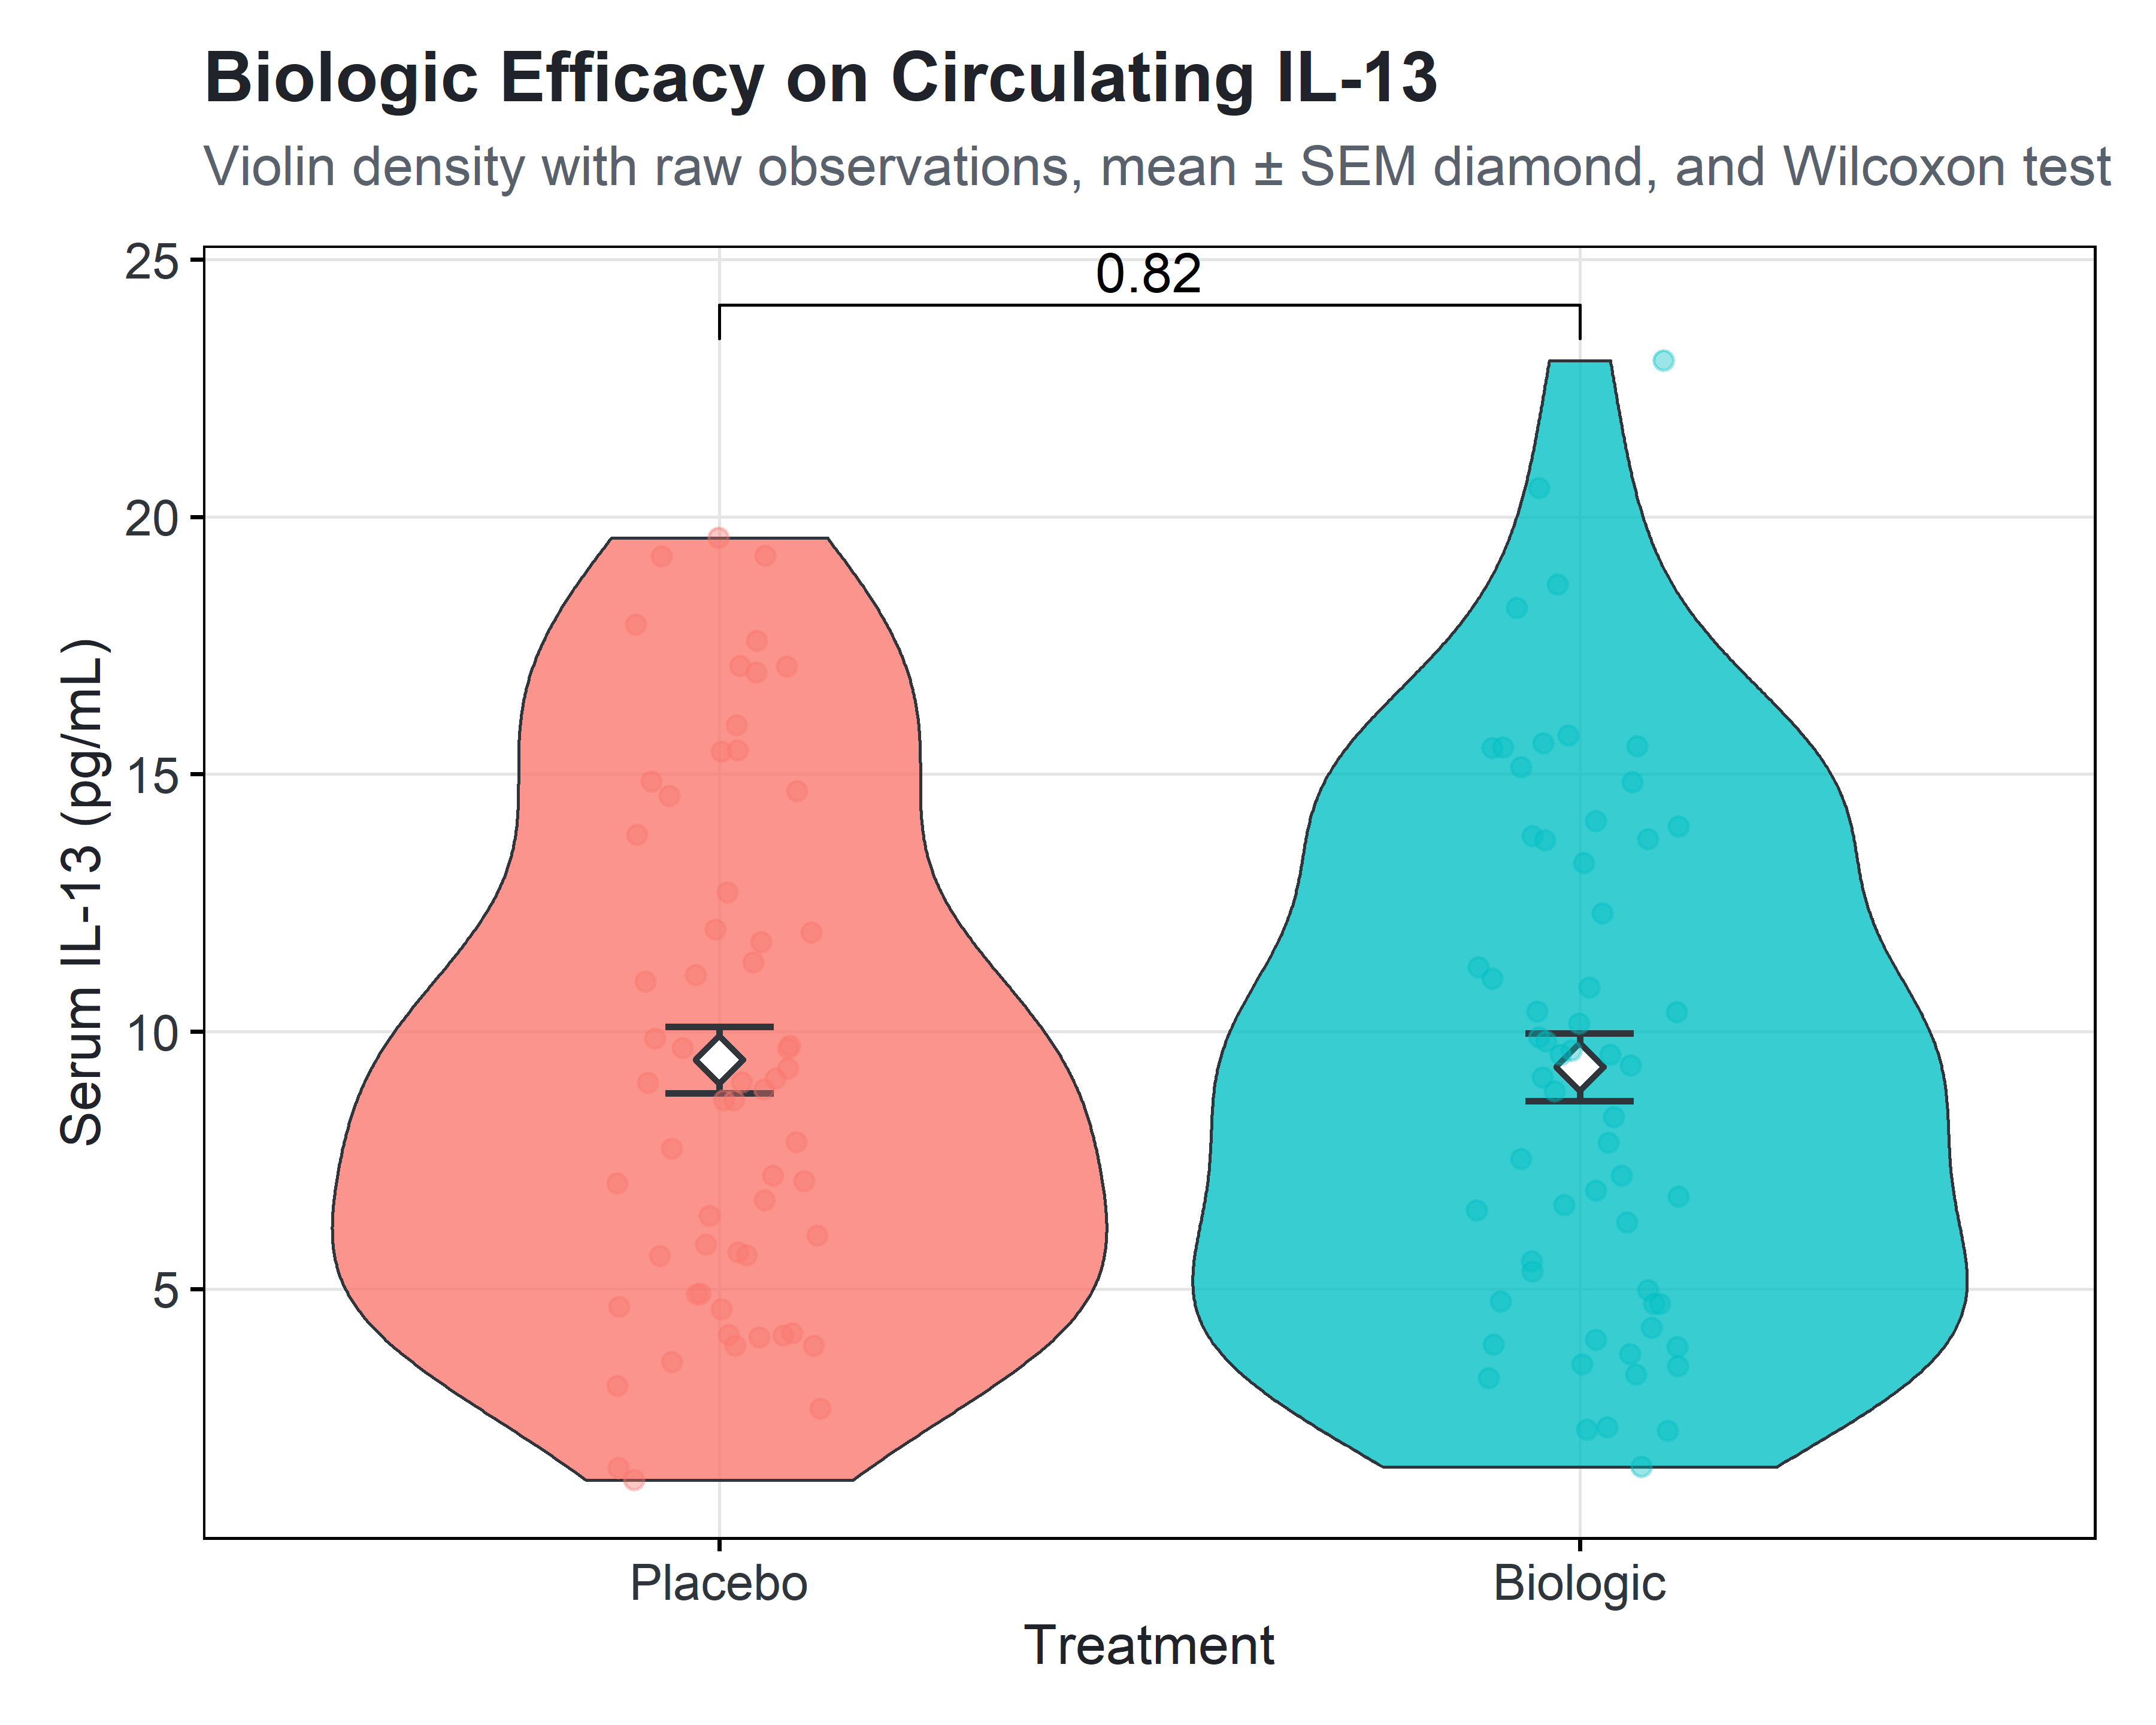 Biologic Efficacy on Circulating IL-13
Violin density with raw observations, mean ± SEM diamond, and Wilcoxon test
25
0.82
20
15
10
5
Serum IL-13 (pg/mL)
Placebo
Biologic
Treatment